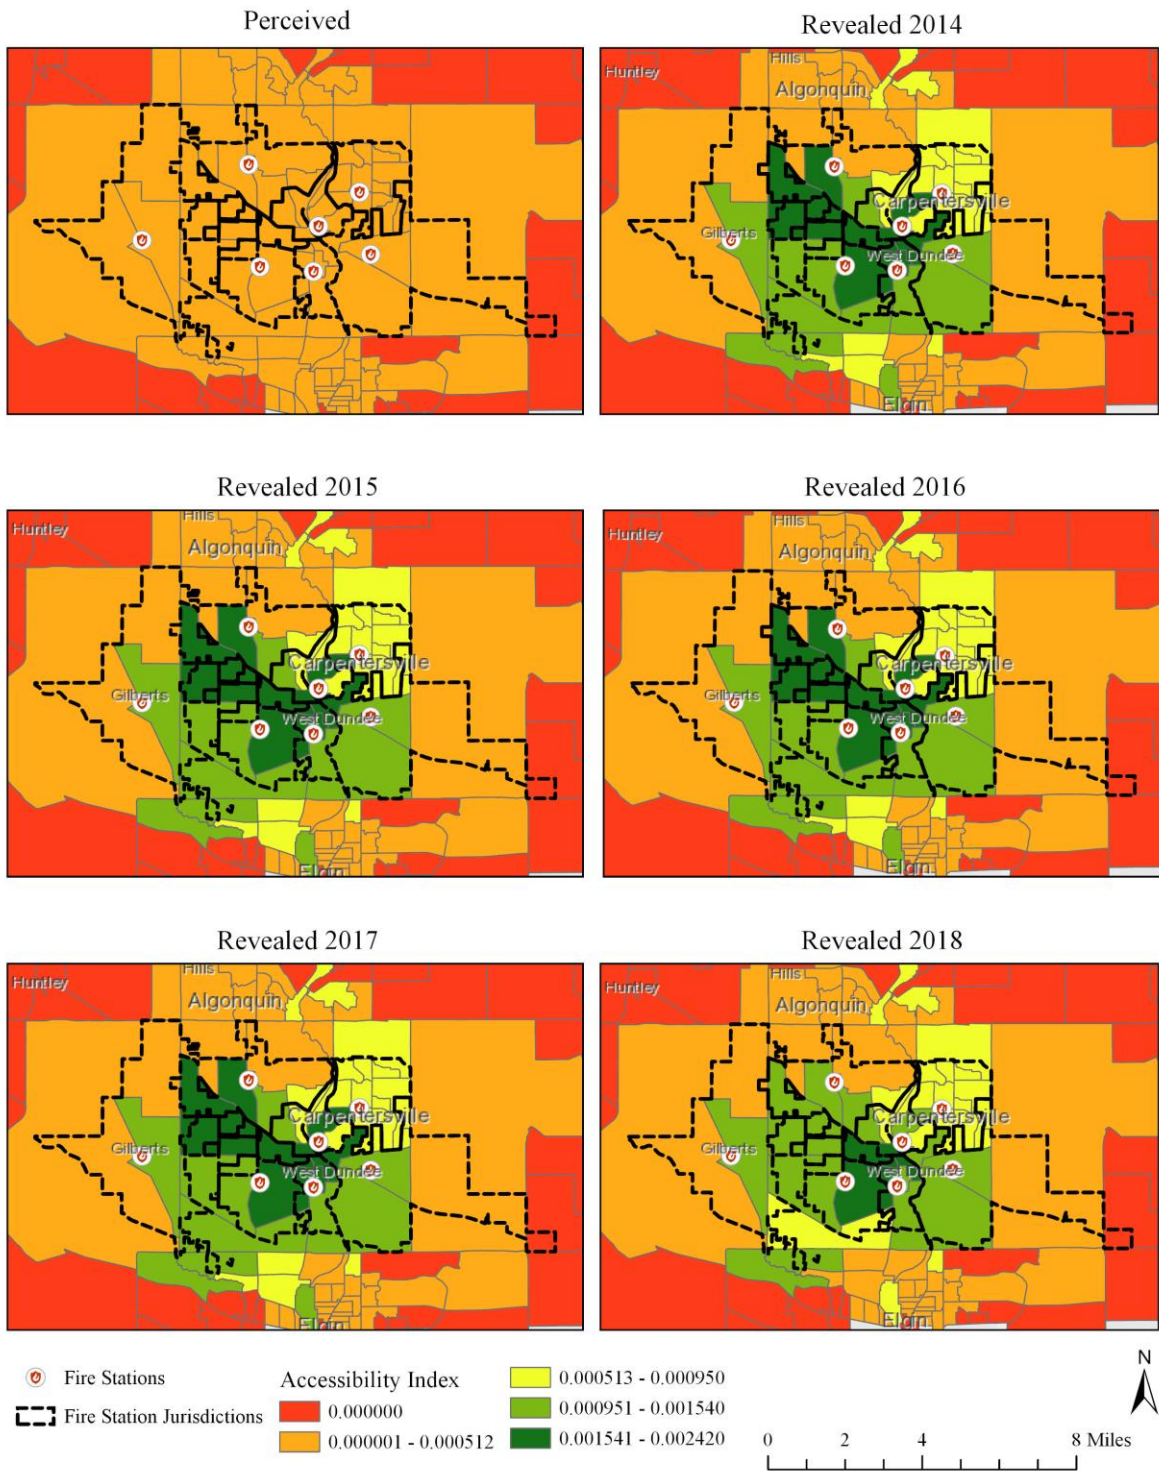 Perceived
Revealed 2014
Huntley
Hills
Algonquin
Carpentersville
Gilberts
West Dundee
Elgin
Revealed 2015
Revealed 2016
Huntley
Hills
Algonquin
Carpentersville
Gilberts
West Dundee
Elgin
Huntley
Hills
Algonquin
Carpentersville
Gilberts
West Dundee
Elgin
Revealed 2017
Revealed 2018
Huntley
Hills
Algonquin
Carpentersville
Gilberts
West Dundee
Elgin
Huntley
Hills
Algonquin
Carpentersville
Gilberts
West Dundee
Elgin
Fire Stations
Fire Station Jurisdictions
Accessibility Index
0.000000
0.000001 - 0.000512
0.000513 - 0.000950
0.000951 - 0.001540
0.001541 - 0.002420
N
0 2 4 8 Miles